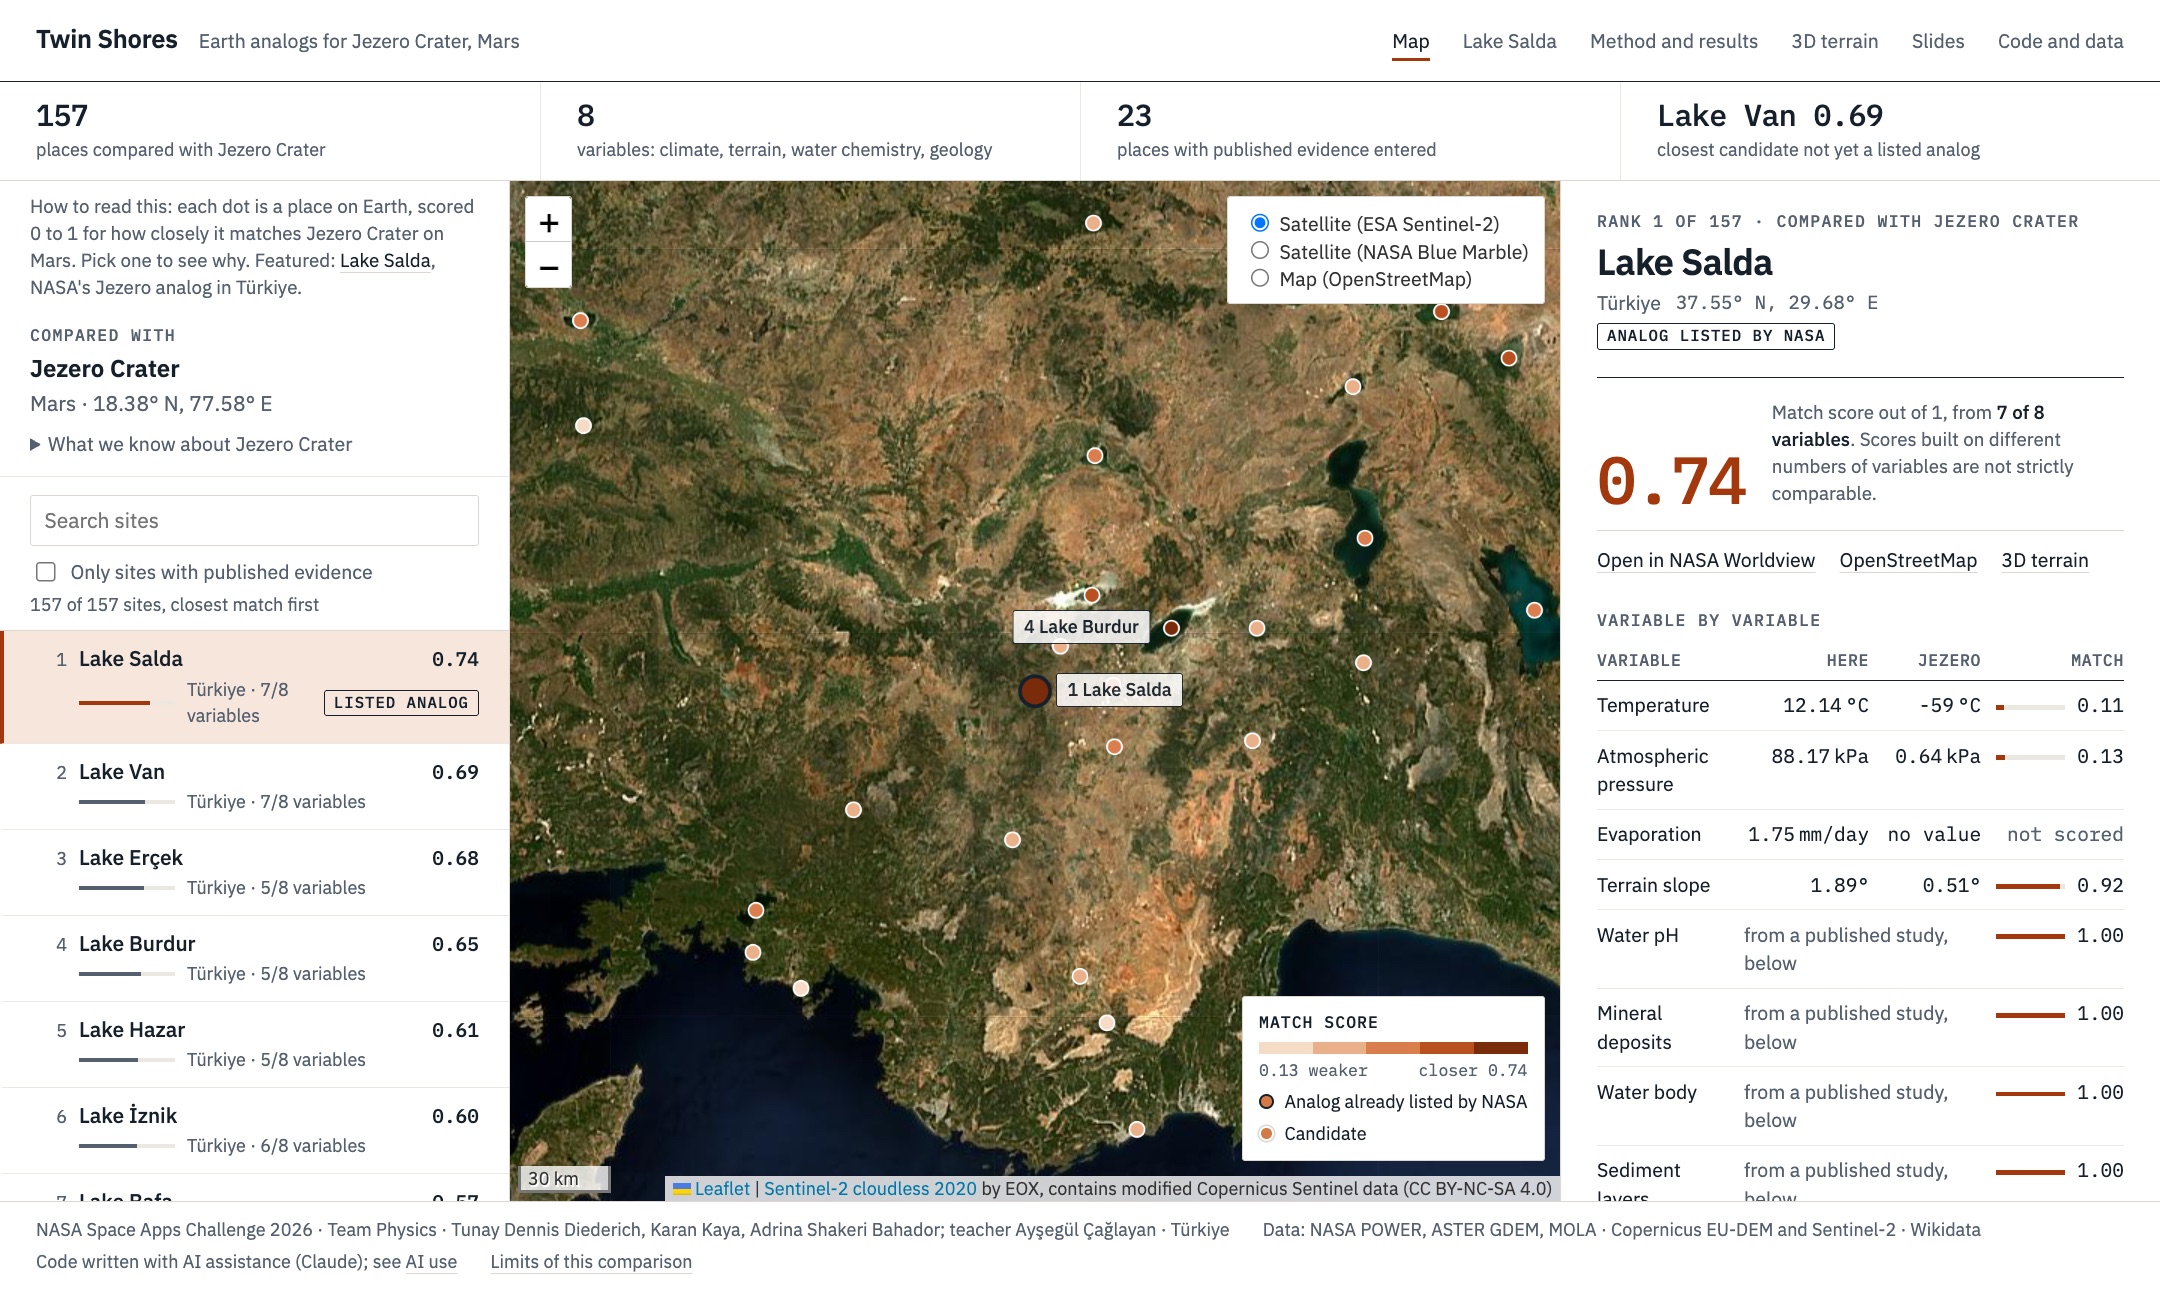 Twin Shores Earth analogs for Jezero Crater, Mars
Map Lake Salda Method and results 3D terrain Slides Code and data
157
places compared with Jezero Crater
8
variables: climate, terrain, water chemistry, geology
23
places with published evidence entered
Lake Van 0.69
closest candidate not yet a listed analog
How to read this: each dot is a place on Earth, scored
0 to 1 for how closely it matches Jezero Crater on
Mars. Pick one to see why. Featured: Lake Salda,
NASA's Jezero analog in Türkiye.
COMPARED WITH
Jezero Crater
Mars · 18.38° N, 77.58° E
▶ What we know about Jezero Crater
Search sites
Only sites with published evidence
157 of 157 sites, closest match first
1 Lake Salda 0.74
Türkiye · 7/8
variables
LISTED ANALOG
2 Lake Van 0.69
Türkiye · 7/8 variables
3 Lake Erçek 0.68
Türkiye · 5/8 variables
4 Lake Burdur 0.65
Türkiye · 5/8 variables
5 Lake Hazar 0.61
Türkiye · 5/8 variables
6 Lake İznik 0.60
Türkiye · 6/8 variables
7 Lake Bafa 0.57
+
−
Satellite (ESA Sentinel-2)
Satellite (NASA Blue Marble)
Map (OpenStreetMap)
4 Lake Burdur
1 Lake Salda
MATCH SCORE
0.13 weaker closer 0.74
Analog already listed by NASA
Candidate
30 km
Leaflet | Sentinel-2 cloudless 2020 by EOX, contains modified Copernicus Sentinel data (CC BY-NC-SA 4.0)
RANK 1 OF 157 · COMPARED WITH JEZERO CRATER
Lake Salda
Türkiye 37.55° N, 29.68° E
ANALOG LISTED BY NASA
0.74
Match score out of 1, from 7 of 8
variables. Scores built on different
numbers of variables are not strictly
comparable.
Open in NASA Worldview OpenStreetMap 3D terrain
VARIABLE BY VARIABLE
VARIABLE HERE JEZERO MATCH
Temperature 12.14 °C -59 °C 0.11
Atmospheric
pressure
88.17 kPa 0.64 kPa 0.13
Evaporation 1.75 mm/day no value not scored
Terrain slope 1.89° 0.51° 0.92
Water pH from a published study,
below
1.00
Mineral
deposits
from a published study,
below
1.00
Water body from a published study,
below
1.00
Sediment
layers
from a published study,
below
1.00
NASA Space Apps Challenge 2026 · Team Physics · Tunay Dennis Diederich, Karan Kaya, Adrina Shakeri Bahador; teacher Ayşegül Çağlayan · Türkiye Data: NASA POWER, ASTER GDEM, MOLA · Copernicus EU-DEM and Sentinel-2 · Wikidata
Code written with AI assistance (Claude); see AI use Limits of this comparison